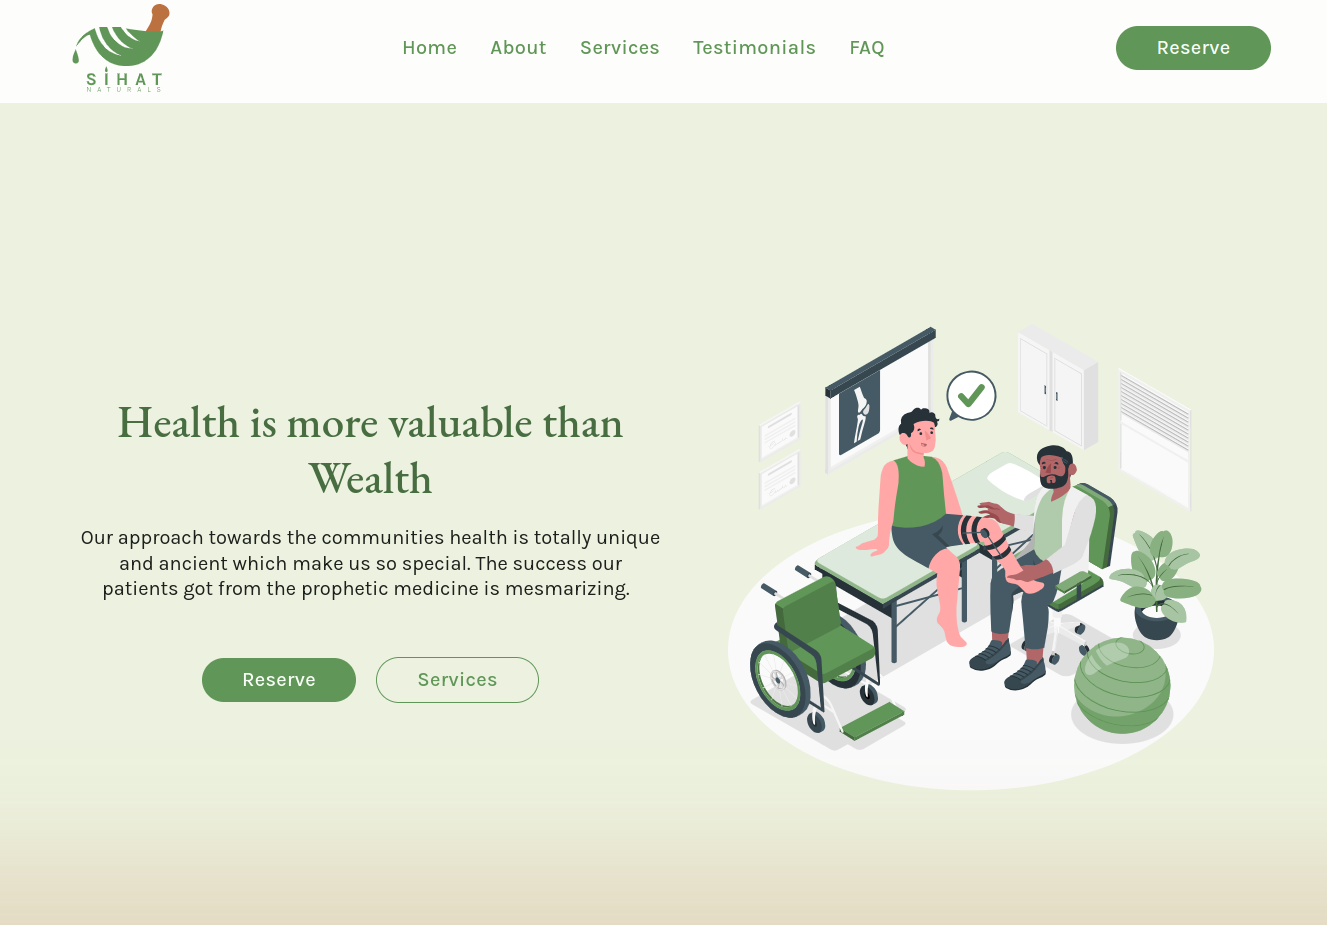 SiHAT
NATURALS
Home About Services Testimonials FAQ
Reserve
Health is more valuable than
Wealth
Our approach towards the communities health is totally unique
and ancient which make us so special. The success our
patients got from the prophetic medicine is mesmarizing.
Reserve Services